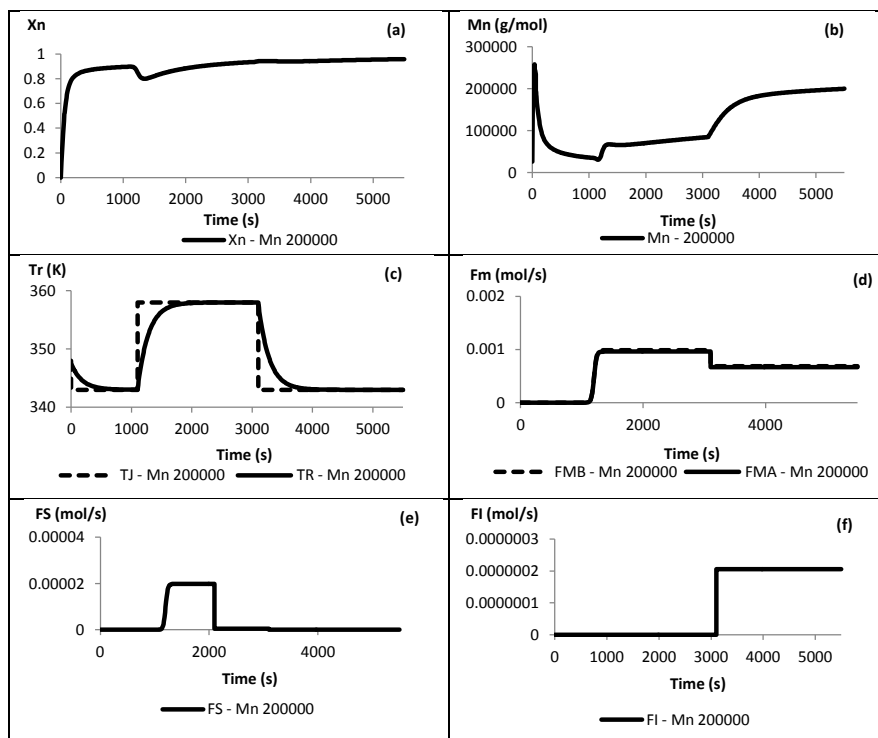 Xn
(a)
1
0.8
0.6
0.4
0.2
0
0 1000 2000 3000 4000 5000
Time (s)
Xn - Mn 200000
Mn (g/mol)
(b)
300000
200000
100000
0
0 1000 2000 3000 4000 5000
Time (s)
Mn - 200000
Tr (K)
(c)
360
350
340
0 1000 2000 3000 4000 5000
Time (s)
TJ - Mn 200000 TR - Mn 200000
Fm (mol/s)
(d)
0.002
0.001
0
0 2000 4000
Time (s)
FMB - Mn 200000 FMA - Mn 200000
FS (mol/s)
(e)
0.00004
0.00002
0
0 2000 4000
Time (s)
FS - Mn 200000
FI (mol/s)
(f)
0.0000003
0.0000002
0.0000001
0
0 1000 2000 3000 4000 5000
Time (s)
FI - Mn 200000